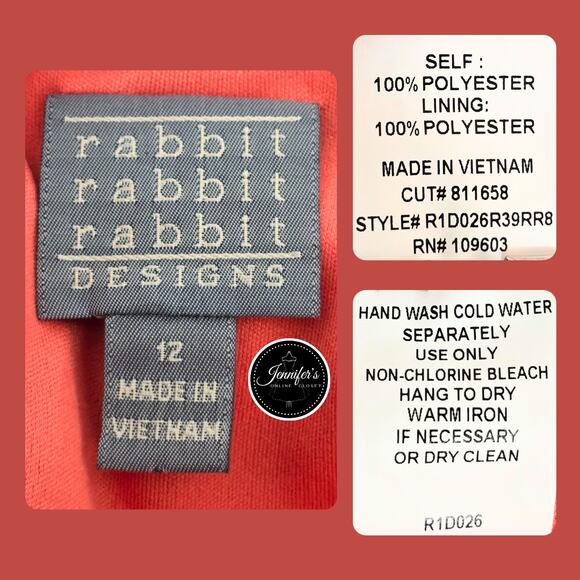 rabbit
rabbit
rabbit
DESIGNS
12
MADE IN
VIETNAM
Jennifer's
ONLINE CLOSET
SELF :
100% POLYESTER
LINING:
100% POLYESTER
MADE IN VIETNAM
CUT# 811658
STYLE# R1D026R39RR8
RN# 109603
HAND WASH COLD WATER
SEPARATELY
USE ONLY
NON-CHLORINE BLEACH
HANG TO DRY
WARM IRON
IF NECESSARY
OR DRY CLEAN
R1D026